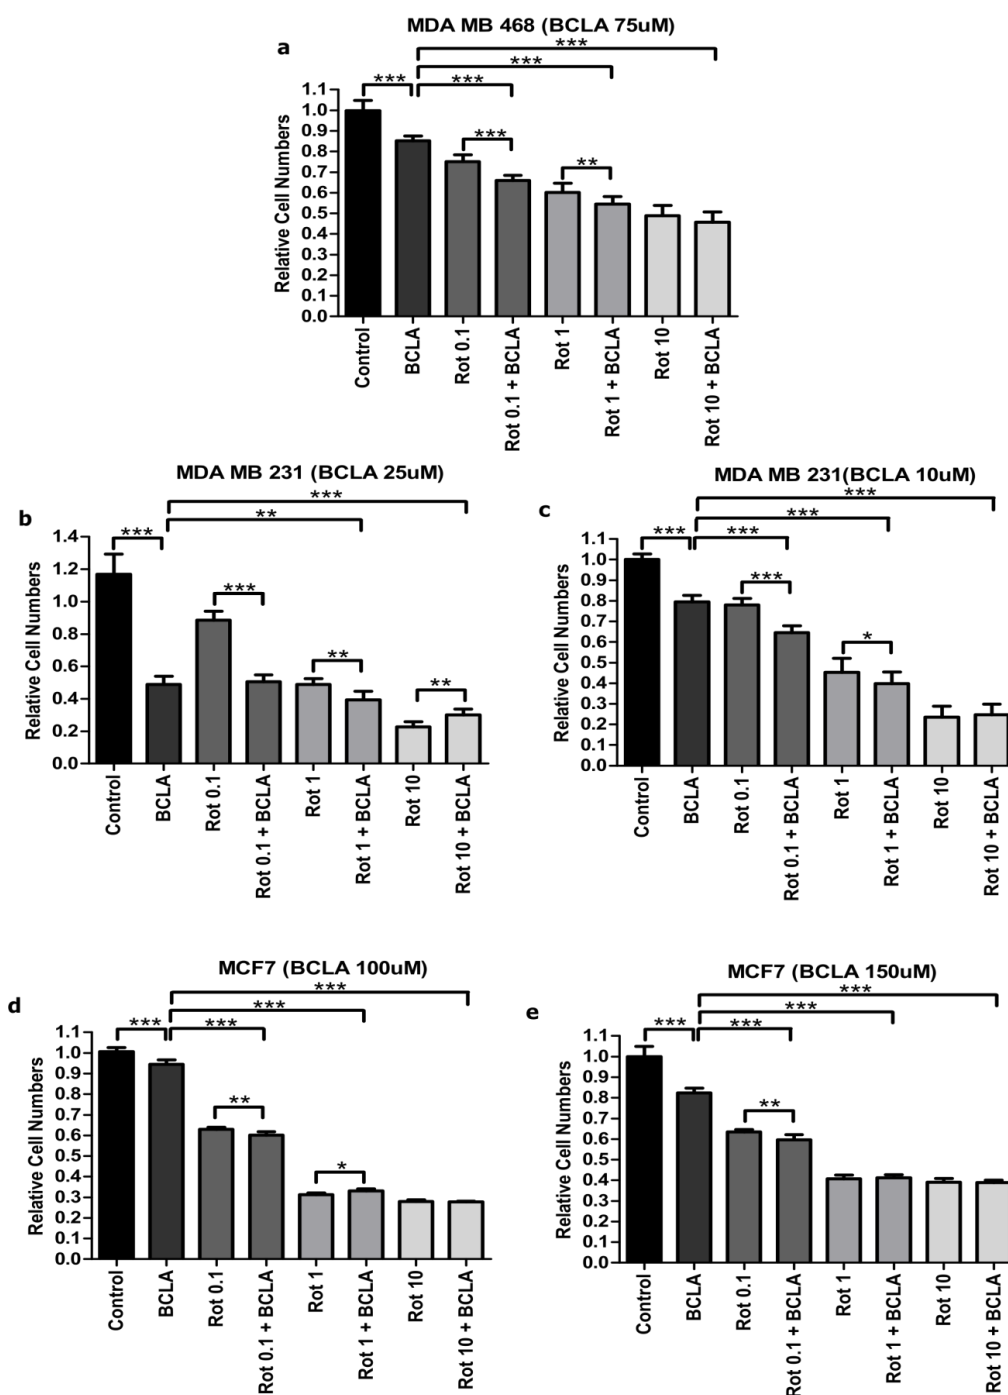 MDA MB 468 (BCLA 75uM)
a
***
***
***
***
***
**
Relative Cell Numbers
1.1
1.0
0.9
0.8
0.7
0.6
0.5
0.4
0.3
0.2
0.1
0.0
Control
BCLA
Rot 0.1
Rot 0.1 + BCLA
Rot 1
Rot 1 + BCLA
Rot 10
Rot 10 + BCLA
MDA MB 231 (BCLA 25uM)
b
***
**
***
***
**
**
Relative Cell Numbers
1.4
1.2
1.0
0.8
0.6
0.4
0.2
0.0
Control
BCLA
Rot 0.1
Rot 0.1 + BCLA
Rot 1
Rot 1 + BCLA
Rot 10
Rot 10 + BCLA
MDA MB 231(BCLA 10uM)
c
***
***
***
***
***
*
Relative Cell Numbers
1.1
1.0
0.9
0.8
0.7
0.6
0.5
0.4
0.3
0.2
0.1
0.0
Control
BCLA
Rot 0.1
Rot 0.1 + BCLA
Rot 1
Rot 1 + BCLA
Rot 10
Rot 10 + BCLA
MCF7 (BCLA 100uM)
d
***
***
***
***
**
*
Relative Cell Numbers
1.1
1.0
0.9
0.8
0.7
0.6
0.5
0.4
0.3
0.2
0.1
0.0
Control
BCLA
Rot 0.1
Rot 0.1 + BCLA
Rot 1
Rot 1 + BCLA
Rot 10
Rot 10 + BCLA
MCF7 (BCLA 150uM)
e
***
***
***
***
**
Relative Cell Numbers
1.1
1.0
0.9
0.8
0.7
0.6
0.5
0.4
0.3
0.2
0.1
0.0
Control
BCLA
Rot 0.1
Rot 0.1 + BCLA
Rot 1
Rot 1 + BCLA
Rot 10
Rot 10 + BCLA